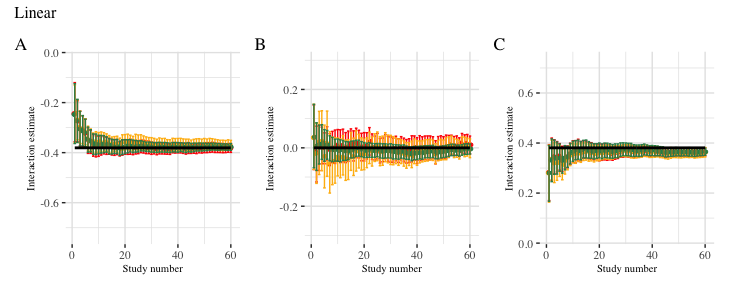 Linear
A
B
C
Interaction estimate
0.0
-0.2
-0.4
-0.6
0
20
40
60
Study number
Interaction estimate
0.2
0.0
-0.2
0
20
40
60
Study number
Interaction estimate
0.6
0.4
0.2
0.0
0
20
40
60
Study number